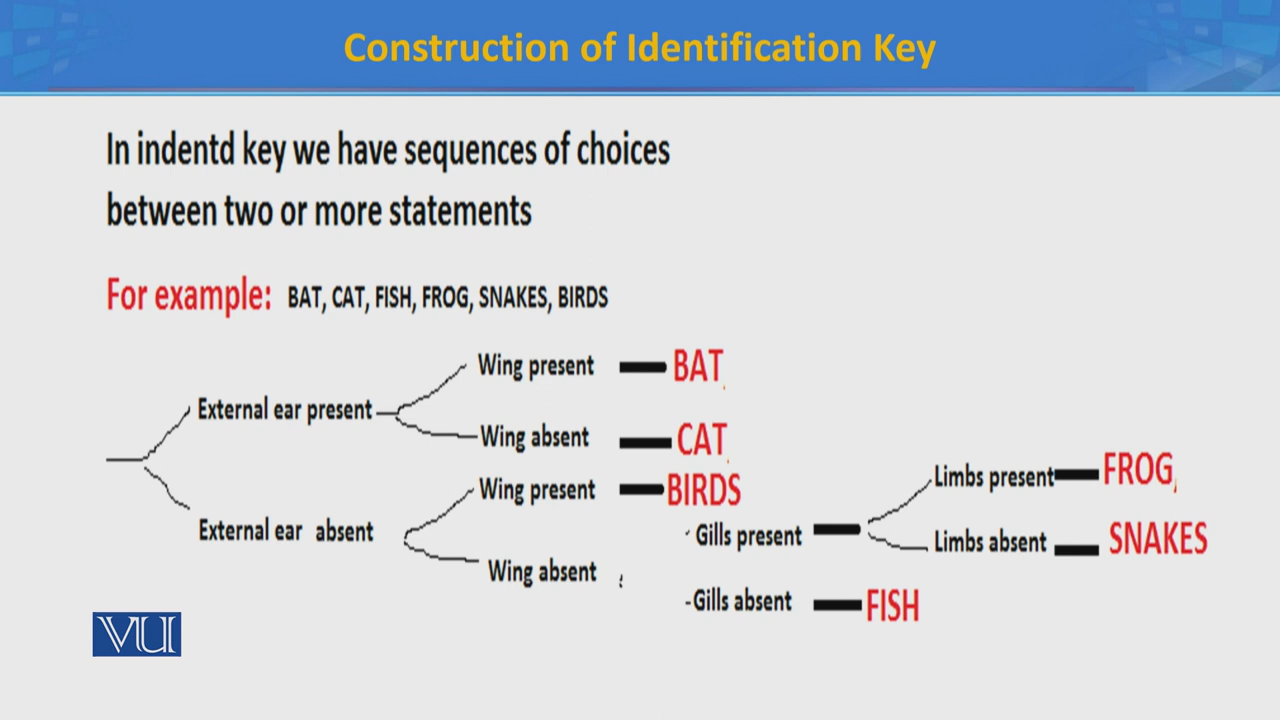 Construction of Identification Key
In indentd key we have sequences of choices
between two or more statements
For example: BAT, CAT, FISH, FROG, SNAKES, BIRDS
Wing present BAT,
External ear present
Wing absent CAT,
Wing present BIRDS
Limbs present FROG,
External ear absent
Gills present
Limbs absent SNAKES
Wing absent
-Gills absent FISH
VU